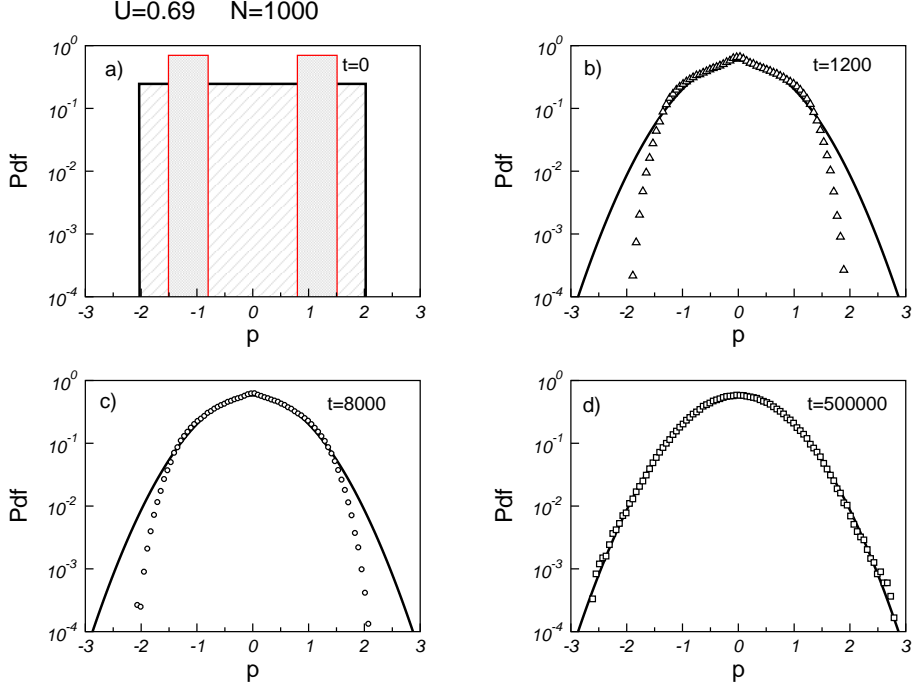 U=0.69 N=1000
a)
t=0
Pdf
10^0
10^-1
10^-2
10^-3
10^-4
-3 -2 -1 0 1 2 3
p
b)
t=1200
Pdf
10^0
10^-1
10^-2
10^-3
10^-4
-3 -2 -1 0 1 2 3
p
c)
t=8000
Pdf
10^0
10^-1
10^-2
10^-3
10^-4
-3 -2 -1 0 1 2 3
p
d)
t=500000
Pdf
10^0
10^-1
10^-2
10^-3
10^-4
-3 -2 -1 0 1 2 3
p